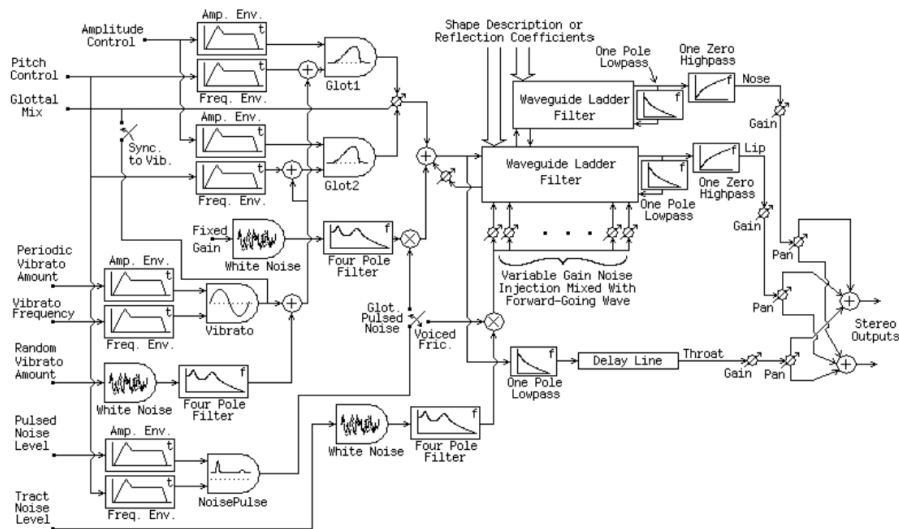 Amplitude
Control
Pitch
Control
Glottal
Mix
Amp. Env.
t
t
Freq. Env.
Glot1
Sync.
to Vib.
Amp. Env.
t
t
Freq. Env.
Glot2
Shape Description or
Reflection Coefficients
One Pole
Lowpass
One Zero
Highpass
Waveguide Ladder
Filter
f
f
Nose
Gain
Waveguide Ladder
Filter
f
f
Lip
One Pole
Lowpass
One Zero
Highpass
Gain
Fixed
Gain
White Noise
f
Four Pole
Filter
. . .
Variable Gain Noise
Injection Mixed With
Forward-Going Wave
Pan
Pan
Stereo
Outputs
Periodic
Vibrato
Amount
Vibrato
Frequency
Amp. Env.
t
t
Freq. Env.
Vibrato
Glot.
Pulsed
Noise
Voiced
Fric.
f
One Pole
Lowpass
Delay Line
Throat
Gain
Pan
Random
Vibrato
Amount
White Noise
f
Four Pole
Filter
Pulsed
Noise
Level
Amp. Env.
t
t
Freq. Env.
NoisePulse
White Noise
f
Four Pole
Filter
Tract
Noise
Level